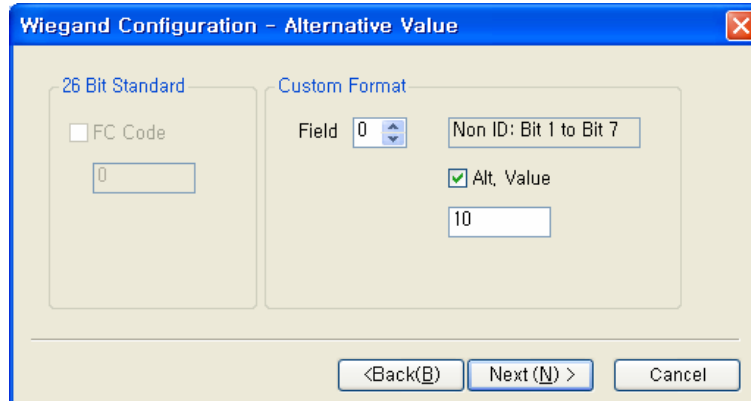 Wiegand Configuration - Alternative Value
26 Bit Standard
FC Code
0
Custom Format
Field 0 Non ID: Bit 1 to Bit 7
Alt. Value
10
<Back(B) Next (N) > Cancel